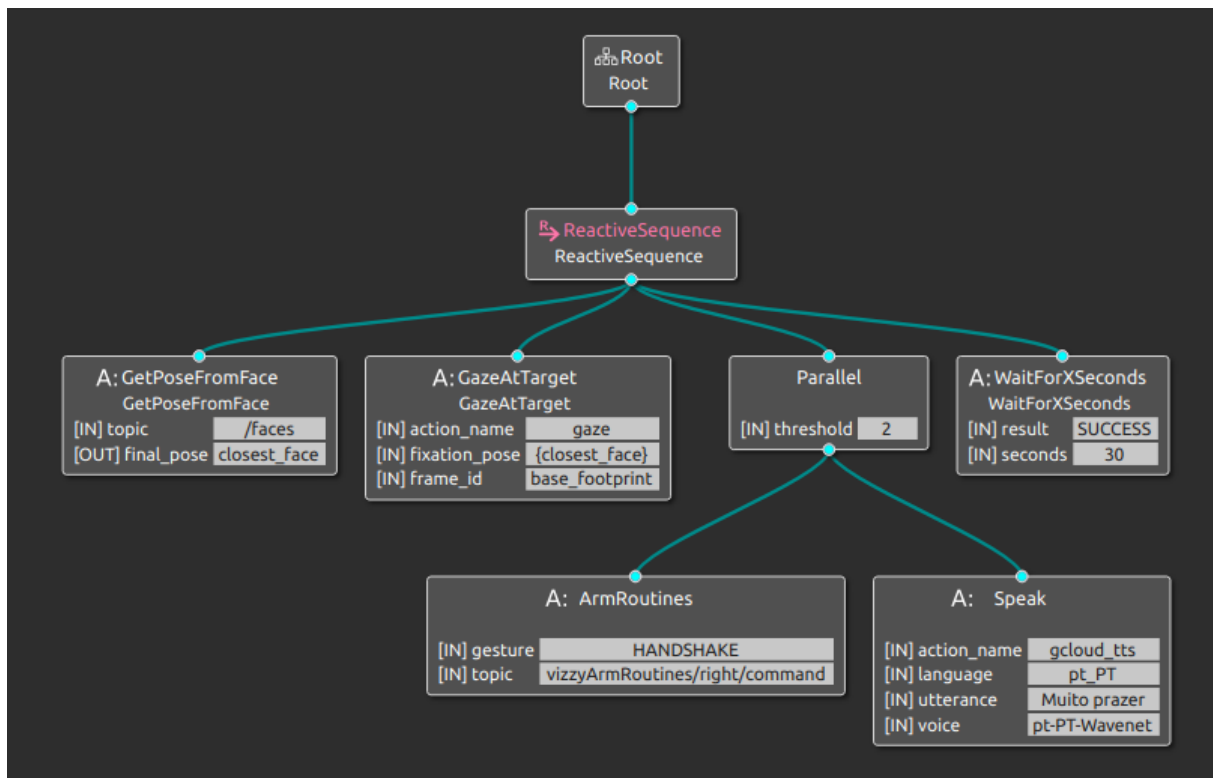 Root
Root
R ReactiveSequence
ReactiveSequence
A: GetPoseFromFace
GetPoseFromFace
[IN] topic /faces
[OUT] final_pose closest_face
A: GazeAtTarget
GazeAtTarget
[IN] action_name gaze
[IN] fixation_pose {closest_face}
[IN] frame_id base_footprint
Parallel
[IN] threshold 2
A: WaitForXSeconds
WaitForXSeconds
[IN] result SUCCESS
[IN] seconds 30
A: ArmRoutines
[IN] gesture HANDSHAKE
[IN] topic vizzyArmRoutines/right/command
A: Speak
[IN] action_name gcloud_tts
[IN] language pt_PT
[IN] utterance Muito prazer
[IN] voice pt-PT-Wavenet